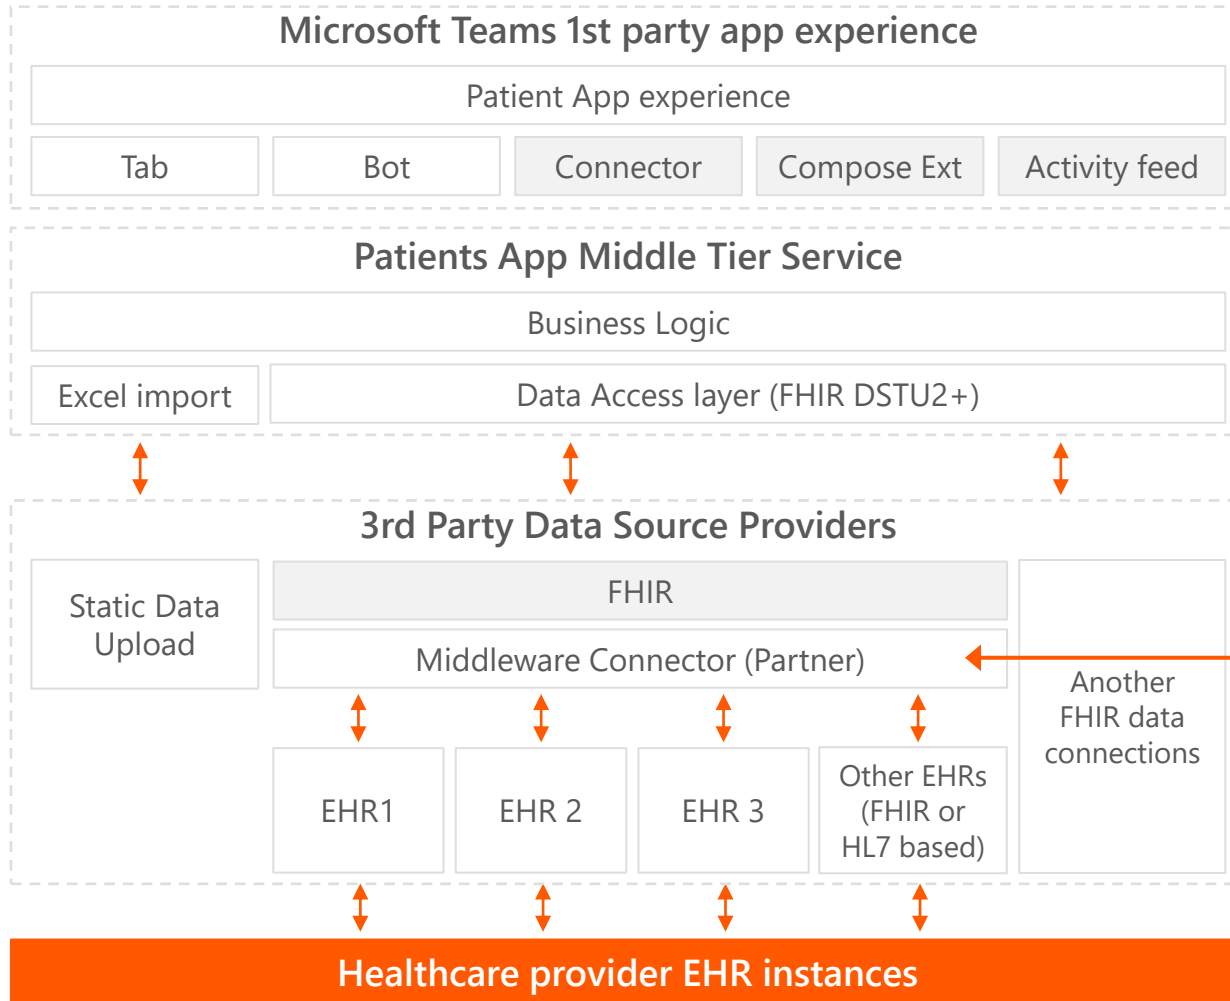 Microsoft Teams 1st party app experience
Patient App experience
Tab
Bot
Connector
Compose Ext
Activity feed
Patients App Middle Tier Service
Business Logic
Excel import
Data Access layer (FHIR DSTU2+)
3rd Party Data Source Providers
Static Data
Upload
FHIR
Middleware Connector (Partner)
Another
FHIR data
connections
EHR1
EHR 2
EHR 3
Other EHRs
(FHIR or
HL7 based)
Healthcare provider EHR instances